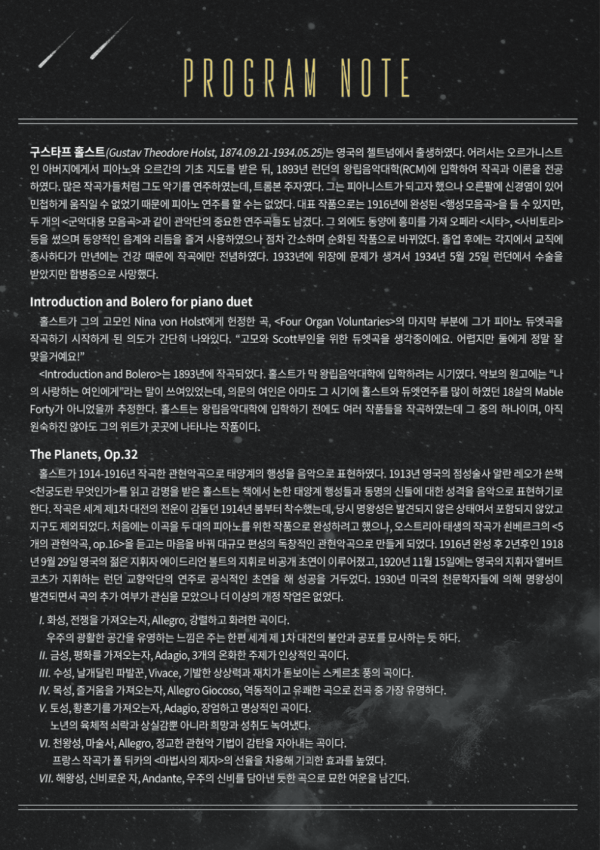 PROGRAM NOTE
구스타프 홀스트(Gustav Theodore Holst, 1874.09.21-1934.05.25)는 영국의 첼트넘에서 출생하였다. 어려서는 오르가니스트
인 아버지에게서 피아노와 오르간의 기초 지도를 받은 뒤, 1893년 런던의 왕립음악대학(RCM)에 입학하여 작곡과 이론을 전공
하였다. 많은 작곡가들처럼 그도 악기를 연주하였는데, 트롬본 주자였다. 그는 피아니스트가 되고자 했으나 오른팔에 신경염이 있어
민첩하게 움직일 수 없었기 때문에 피아노 연주를 할 수는 없었다. 대표 작품으로는 1916년에 완성된 <행성모음곡>을 들 수 있지만,
두 개의 <군악대용 모음곡>과 같이 관악단의 중요한 연주곡들도 남겼다. 그 외에도 동양에 흥미를 가져 오페라 <시타>, <사비토리>
등을 썼으며 동양적인 음계와 리듬을 즐겨 사용하였으나 점차 간소하며 순화된 작품으로 바뀌었다. 졸업 후에는 각지에서 교직에
종사하다가 만년에는 건강 때문에 작곡에만 전념하였다. 1933년에 위장에 문제가 생겨서 1934년 5월 25일 런던에서 수술을
받았지만 합병증으로 사망했다.
Introduction and Bolero for piano duet
홀스트가 그의 고모인 Nina von Holst에게 헌정한 곡, <Four Organ Voluntaries>의 마지막 부분에 그가 피아노 듀엣곡을
작곡하기 시작하게 된 의도가 간단히 나와있다. “고모와 Scott부인을 위한 듀엣곡을 생각중이에요. 어렵지만 둘에게 정말 잘
맞을거예요!”
<Introduction and Bolero>는 1893년에 작곡되었다. 홀스트가 막 왕립음악대학에 입학하려는 시기였다. 악보의 원고에는 “나
의 사랑하는 여인에게”라는 말이 쓰여있었는데, 의문의 여인은 아마도 그 시기에 홀스트와 듀엣연주를 많이 하였던 18살의 Mable
Forty가 아니었을까 추정한다. 홀스트는 왕립음악대학에 입학하기 전에도 여러 작품들을 작곡하였는데 그 중의 하나이며, 아직
원숙하진 않아도 그의 위트가 곳곳에 나타나는 작품이다.
The Planets, Op.32
홀스트가 1914-1916년 작곡한 관현악곡으로 태양계의 행성을 음악으로 표현하였다. 1913년 영국의 점성술사 알란 레오가 쓴책
<천궁도란 무엇인가>를 읽고 감명을 받은 홀스트는 책에서 논한 태양계 행성들과 동명의 신들에 대한 성격을 음악으로 표현하기로
한다. 작곡은 세계 제1차 대전의 전운이 감돌던 1914년 봄부터 착수했는데, 당시 명왕성은 발견되지 않은 상태여서 포함되지 않았고
지구도 제외되었다. 처음에는 이곡을 두 대의 피아노를 위한 작품으로 완성하려고 했으나, 오스트리아 태생의 작곡가 쇤베르크의 <5
개의 관현악곡, op.16>을 듣고는 마음을 바꿔 대규모 편성의 독창적인 관현악곡으로 만들게 되었다. 1916년 완성 후 2년후인 1918
년 9월 29일 영국의 젊은 지휘자 에이드리언 볼트의 지휘로 비공개 초연이 이루어졌고, 1920년 11월 15일에는 영국의 지휘자 앨버트
코츠가 지휘하는 런던 교향악단의 연주로 공식적인 초연을 해 성공을 거두었다. 1930년 미국의 천문학자들에 의해 명왕성이
발견되면서 곡의 추가 여부가 관심을 모았으나 더 이상의 개정 작업은 없었다.
I. 화성, 전쟁을 가져오는자, Allegro, 강렬하고 화려한 곡이다.
우주의 광활한 공간을 유영하는 느낌은 주는 한편 세계 제 1차 대전의 불안과 공포를 묘사하는 듯 하다.
II. 금성, 평화를 가져오는자, Adagio, 3개의 온화한 주제가 인상적인 곡이다.
III. 수성, 날개달린 파발꾼, Vivace, 기발한 상상력과 재치가 돋보이는 스케르초 풍의 곡이다.
IV. 목성, 즐거움을 가져오는자, Allegro Giocoso, 역동적이고 유쾌한 곡으로 전곡 중 가장 유명하다.
V. 토성, 황혼기를 가져오는자, Adagio, 장엄하고 명상적인 곡이다.
노년의 육체적 쇠락과 상실감뿐 아니라 희망과 성취도 녹여냈다.
VI. 천왕성, 마술사, Allegro, 정교한 관현악 기법이 감탄을 자아내는 곡이다.
프랑스 작곡가 폴 뒤카의 <마법사의 제자>의 선율을 차용해 기괴한 효과를 높였다.
VII. 해왕성, 신비로운 자, Andante, 우주의 신비를 담아낸 듯한 곡으로 묘한 여운을 남긴다.